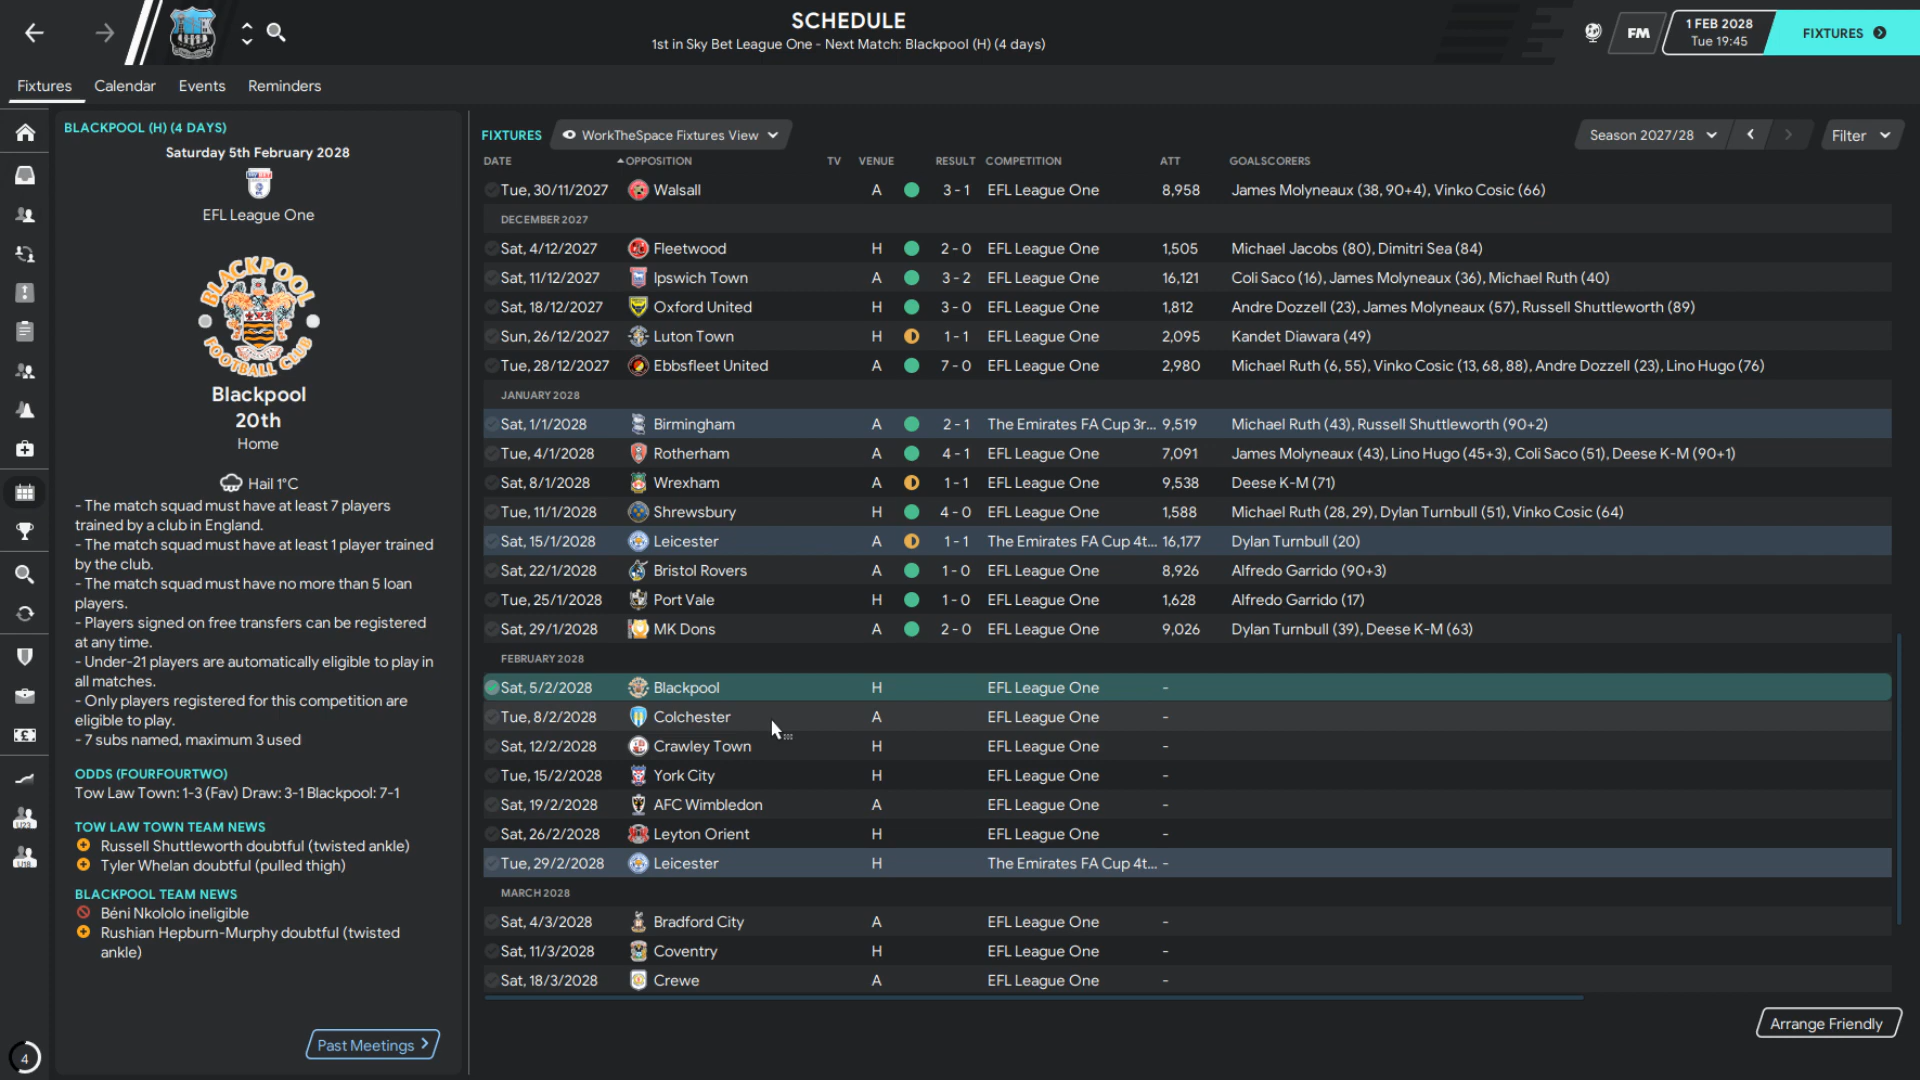 SCHEDULE
1st in Sky Bet League One - Next Match: Blackpool (H) (4 days)
FM
1 FEB 2028
Tue 19:45
FIXTURES
Fixtures Calendar Events Reminders
BLACKPOOL (H) (4 DAYS)
Saturday 5th February 2028
SKY BET
EFL League One
BLACKPOOL
FOOTBALL CLUB
Blackpool
20th
Home
Hail 1°C
- The match squad must have at least 7 players
trained by a club in England.
- The match squad must have at least 1 player trained
by the club.
- The match squad must have no more than 5 loan
players.
- Players signed on free transfers can be registered
at any time.
- Under-21 players are automatically eligible to play in
all matches.
- Only players registered for this competition are
eligible to play.
- 7 subs named, maximum 3 used
ODDS (FOURFOURTWO)
Tow Law Town: 1-3 (Fav) Draw: 3-1 Blackpool: 7-1
TOW LAW TOWN TEAM NEWS
Russell Shuttleworth doubtful (twisted ankle)
Tyler Whelan doubtful (pulled thigh)
BLACKPOOL TEAM NEWS
Béni Nkololo ineligible
Rushian Hepburn-Murphy doubtful (twisted
ankle)
Past Meetings
U23
U18
4
FIXTURES WorkTheSpace Fixtures View Season 2027/28 Filter
DATE OPPOSITION TV VENUE RESULT COMPETITION ATT GOALSCORERS
Tue, 30/11/2027 Walsall A 3 - 1 EFL League One 8,958 James Molyneaux (38, 90+4), Vinko Cosic (66)
DECEMBER 2027
Sat, 4/12/2027 Fleetwood H 2 - 0 EFL League One 1,505 Michael Jacobs (80), Dimitri Sea (84)
Sat, 11/12/2027 Ipswich Town A 3 - 2 EFL League One 16,121 Coli Saco (16), James Molyneaux (36), Michael Ruth (40)
Sat, 18/12/2027 Oxford United H 3 - 0 EFL League One 1,812 Andre Dozzell (23), James Molyneaux (57), Russell Shuttleworth (89)
Sun, 26/12/2027 Luton Town H 1 - 1 EFL League One 2,095 Kandet Diawara (49)
Tue, 28/12/2027 Ebbsfleet United A 7 - 0 EFL League One 2,980 Michael Ruth (6, 55), Vinko Cosic (13, 68, 88), Andre Dozzell (23), Lino Hugo (76)
JANUARY 2028
Sat, 1/1/2028 Birmingham A 2 - 1 The Emirates FA Cup 3r... 9,519 Michael Ruth (43), Russell Shuttleworth (90+2)
Tue, 4/1/2028 Rotherham A 4 - 1 EFL League One 7,091 James Molyneaux (43), Lino Hugo (45+3), Coli Saco (51), Deese K-M (90+1)
Sat, 8/1/2028 Wrexham A 1 - 1 EFL League One 9,538 Deese K-M (71)
Tue, 11/1/2028 Shrewsbury H 4 - 0 EFL League One 1,588 Michael Ruth (28, 29), Dylan Turnbull (51), Vinko Cosic (64)
Sat, 15/1/2028 Leicester A 1 - 1 The Emirates FA Cup 4t... 16,177 Dylan Turnbull (20)
Sat, 22/1/2028 Bristol Rovers A 1 - 0 EFL League One 8,926 Alfredo Garrido (90+3)
Tue, 25/1/2028 Port Vale H 1 - 0 EFL League One 1,628 Alfredo Garrido (17)
Sat, 29/1/2028 MK Dons A 2 - 0 EFL League One 9,026 Dylan Turnbull (39), Deese K-M (63)
FEBRUARY 2028
Sat, 5/2/2028 Blackpool H EFL League One -
Tue, 8/2/2028 Colchester A EFL League One -
Sat, 12/2/2028 Crawley Town H EFL League One -
Tue, 15/2/2028 York City H EFL League One -
Sat, 19/2/2028 AFC Wimbledon A EFL League One -
Sat, 26/2/2028 Leyton Orient H EFL League One -
Tue, 29/2/2028 Leicester H The Emirates FA Cup 4t... -
MARCH 2028
Sat, 4/3/2028 Bradford City A EFL League One -
Sat, 11/3/2028 Coventry H EFL League One -
Sat, 18/3/2028 Crewe A EFL League One -
Arrange Friendly